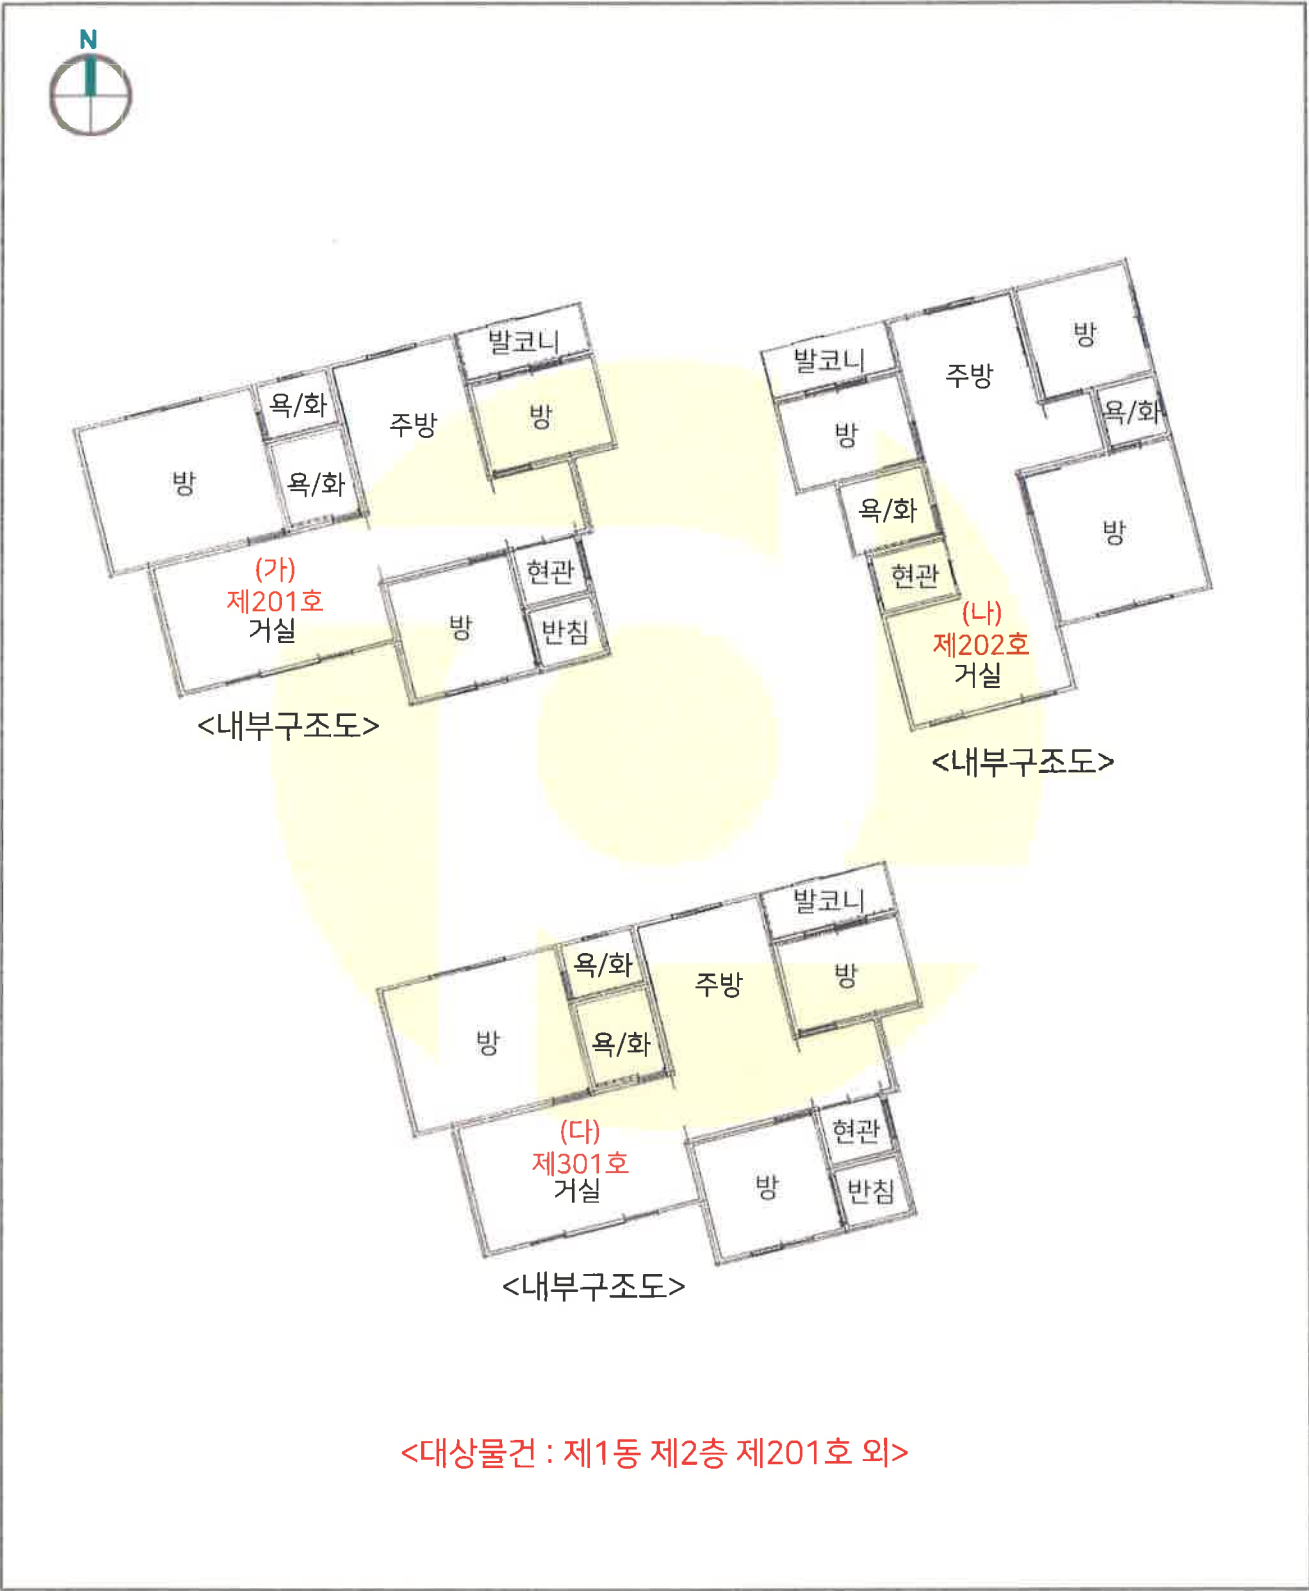 N
발코니
욕/화
주방
방
방
욕/화
(가)
제201호
거실
현관
방
반침
<내부구조도>
방
발코니
주방
욕/화
방
욕/화
방
현관
(나)
제202호
거실
<내부구조도>
발코니
욕/화
주방
방
방
욕/화
(다)
제301호
거실
현관
방
반침
<내부구조도>
<대상물건 : 제1동 제2층 제201호 외>